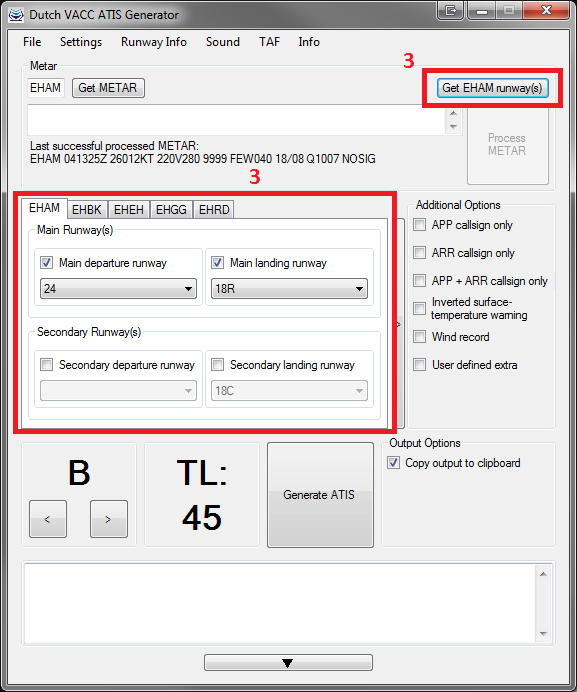 Dutch VACC ATIS Generator
File Settings Runway Info Sound TAF Info
Metar
3
EHAM Get METAR Get EHAM runway(s)
Process
METAR
Last successful processed METAR:
EHAM 041325Z 26012KT 220V280 9999 FEW040 18/08 Q1007 NOSIG
3
EHAM EHBK EHEH EHGG EHRD
Main Runway(s)
Main departure runway Main landing runway
24 18R
Secondary Runway(s)
Secondary departure runway Secondary landing runway
18C
>
Additional Options
APP callsign only
ARR callsign only
APP + ARR callsign only
Inverted surface-
temperature warning
Wind record
User defined extra
B
< >
TL:
45
Generate ATIS
Output Options
Copy output to clipboard